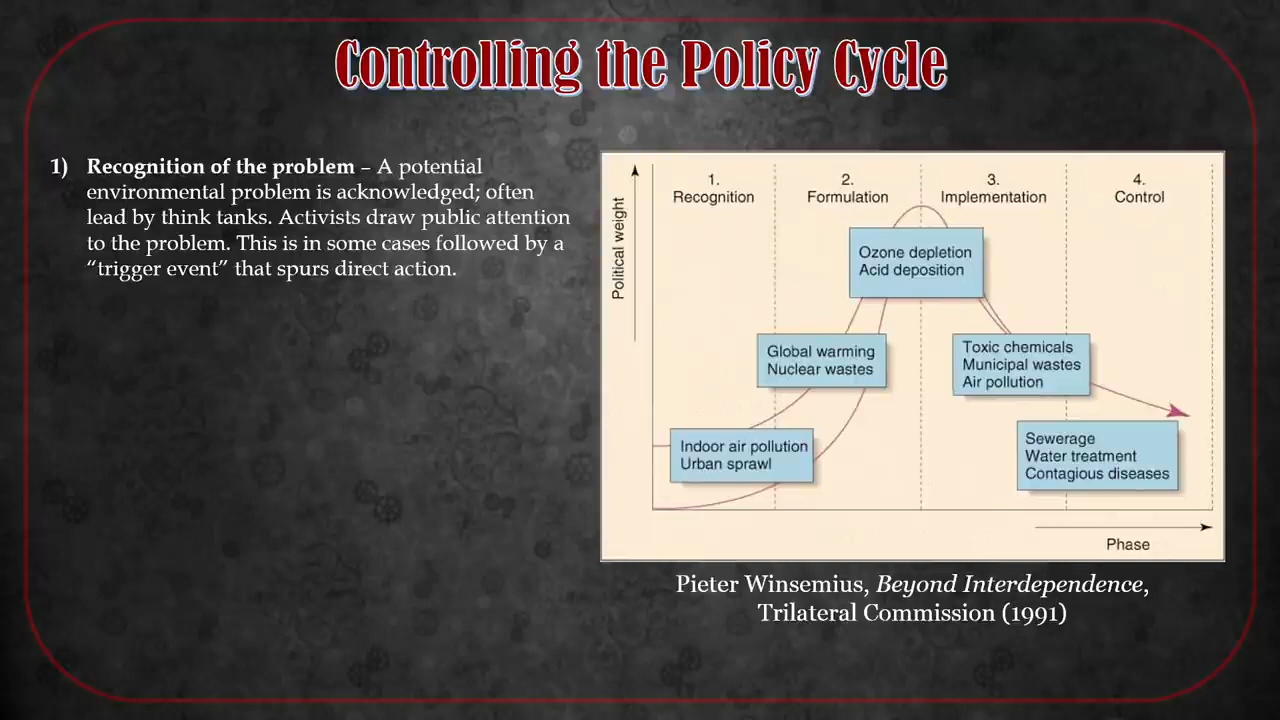 Controlling the Policy Cycle
1) Recognition of the problem – A potential
environmental problem is acknowledged; often
lead by think tanks. Activists draw public attention
to the problem. This is in some cases followed by a
“trigger event” that spurs direct action.
Political weight
1.
Recognition
2.
Formulation
3.
Implementation
4.
Control
Ozone depletion
Acid deposition
Global warming
Nuclear wastes
Toxic chemicals
Municipal wastes
Air pollution
Indoor air pollution
Urban sprawl
Sewerage
Water treatment
Contagious diseases
Phase
Pieter Winsemius, Beyond Interdependence,
Trilateral Commission (1991)